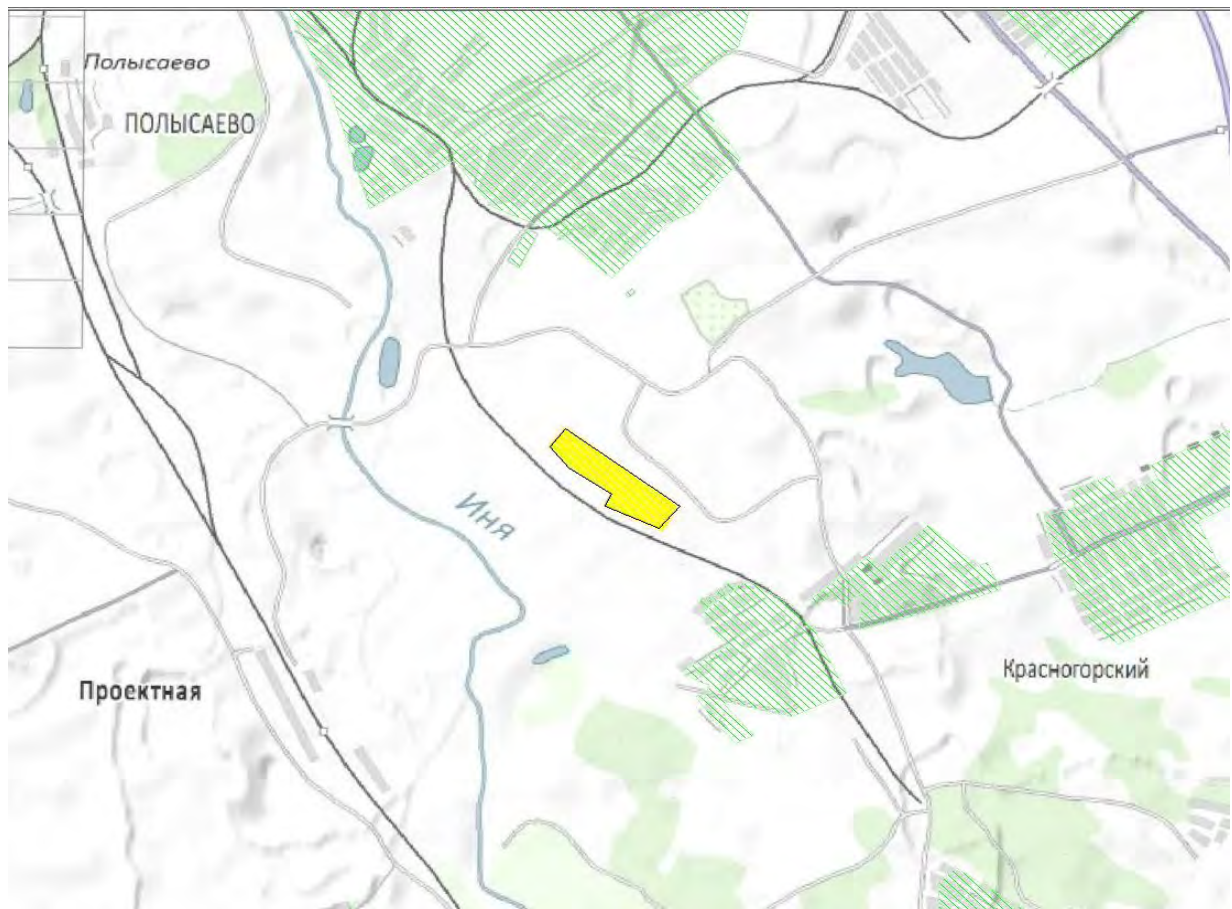 Полысаево
ПОЛЫСАЕВО
Иня
Красногорский
Проектная